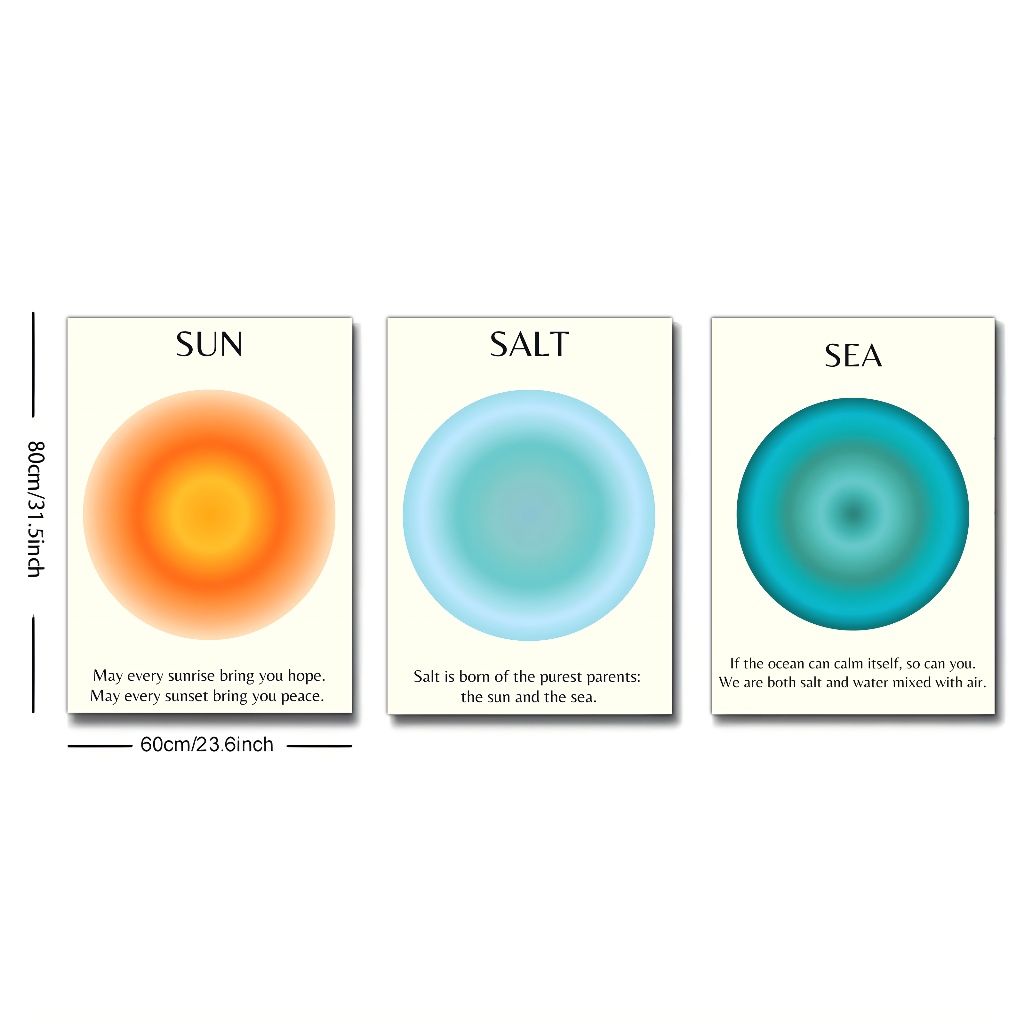 SUN
May every sunrise bring you hope.
May every sunset bring you peace.
SALT
Salt is born of the purest parents:
the sun and the sea.
SEA
If the ocean can calm itself, so can you.
We are both salt and water mixed with air.
80cm/31.5inch
60cm/23.6inch